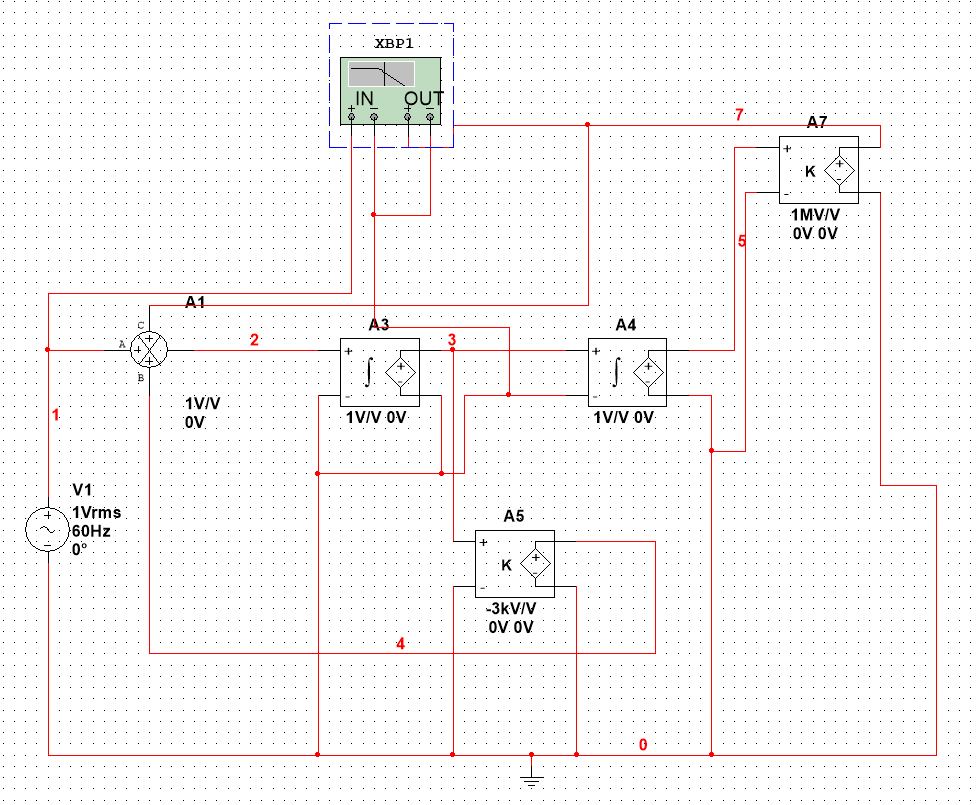 XBP1
IN OUT
+ − + −
7
A7
+
K
+
−
-
1MV/V
0V 0V
5
A1
C
A
+
+
+
B
1V/V
0V
2
A3
+
∫
+
−
-
1V/V 0V
3
A4
+
∫
+
−
-
1V/V 0V
1
V1
+
~
−
1Vrms
60Hz
0°
A5
+
K
+
−
-
-3kV/V
0V 0V
4
0